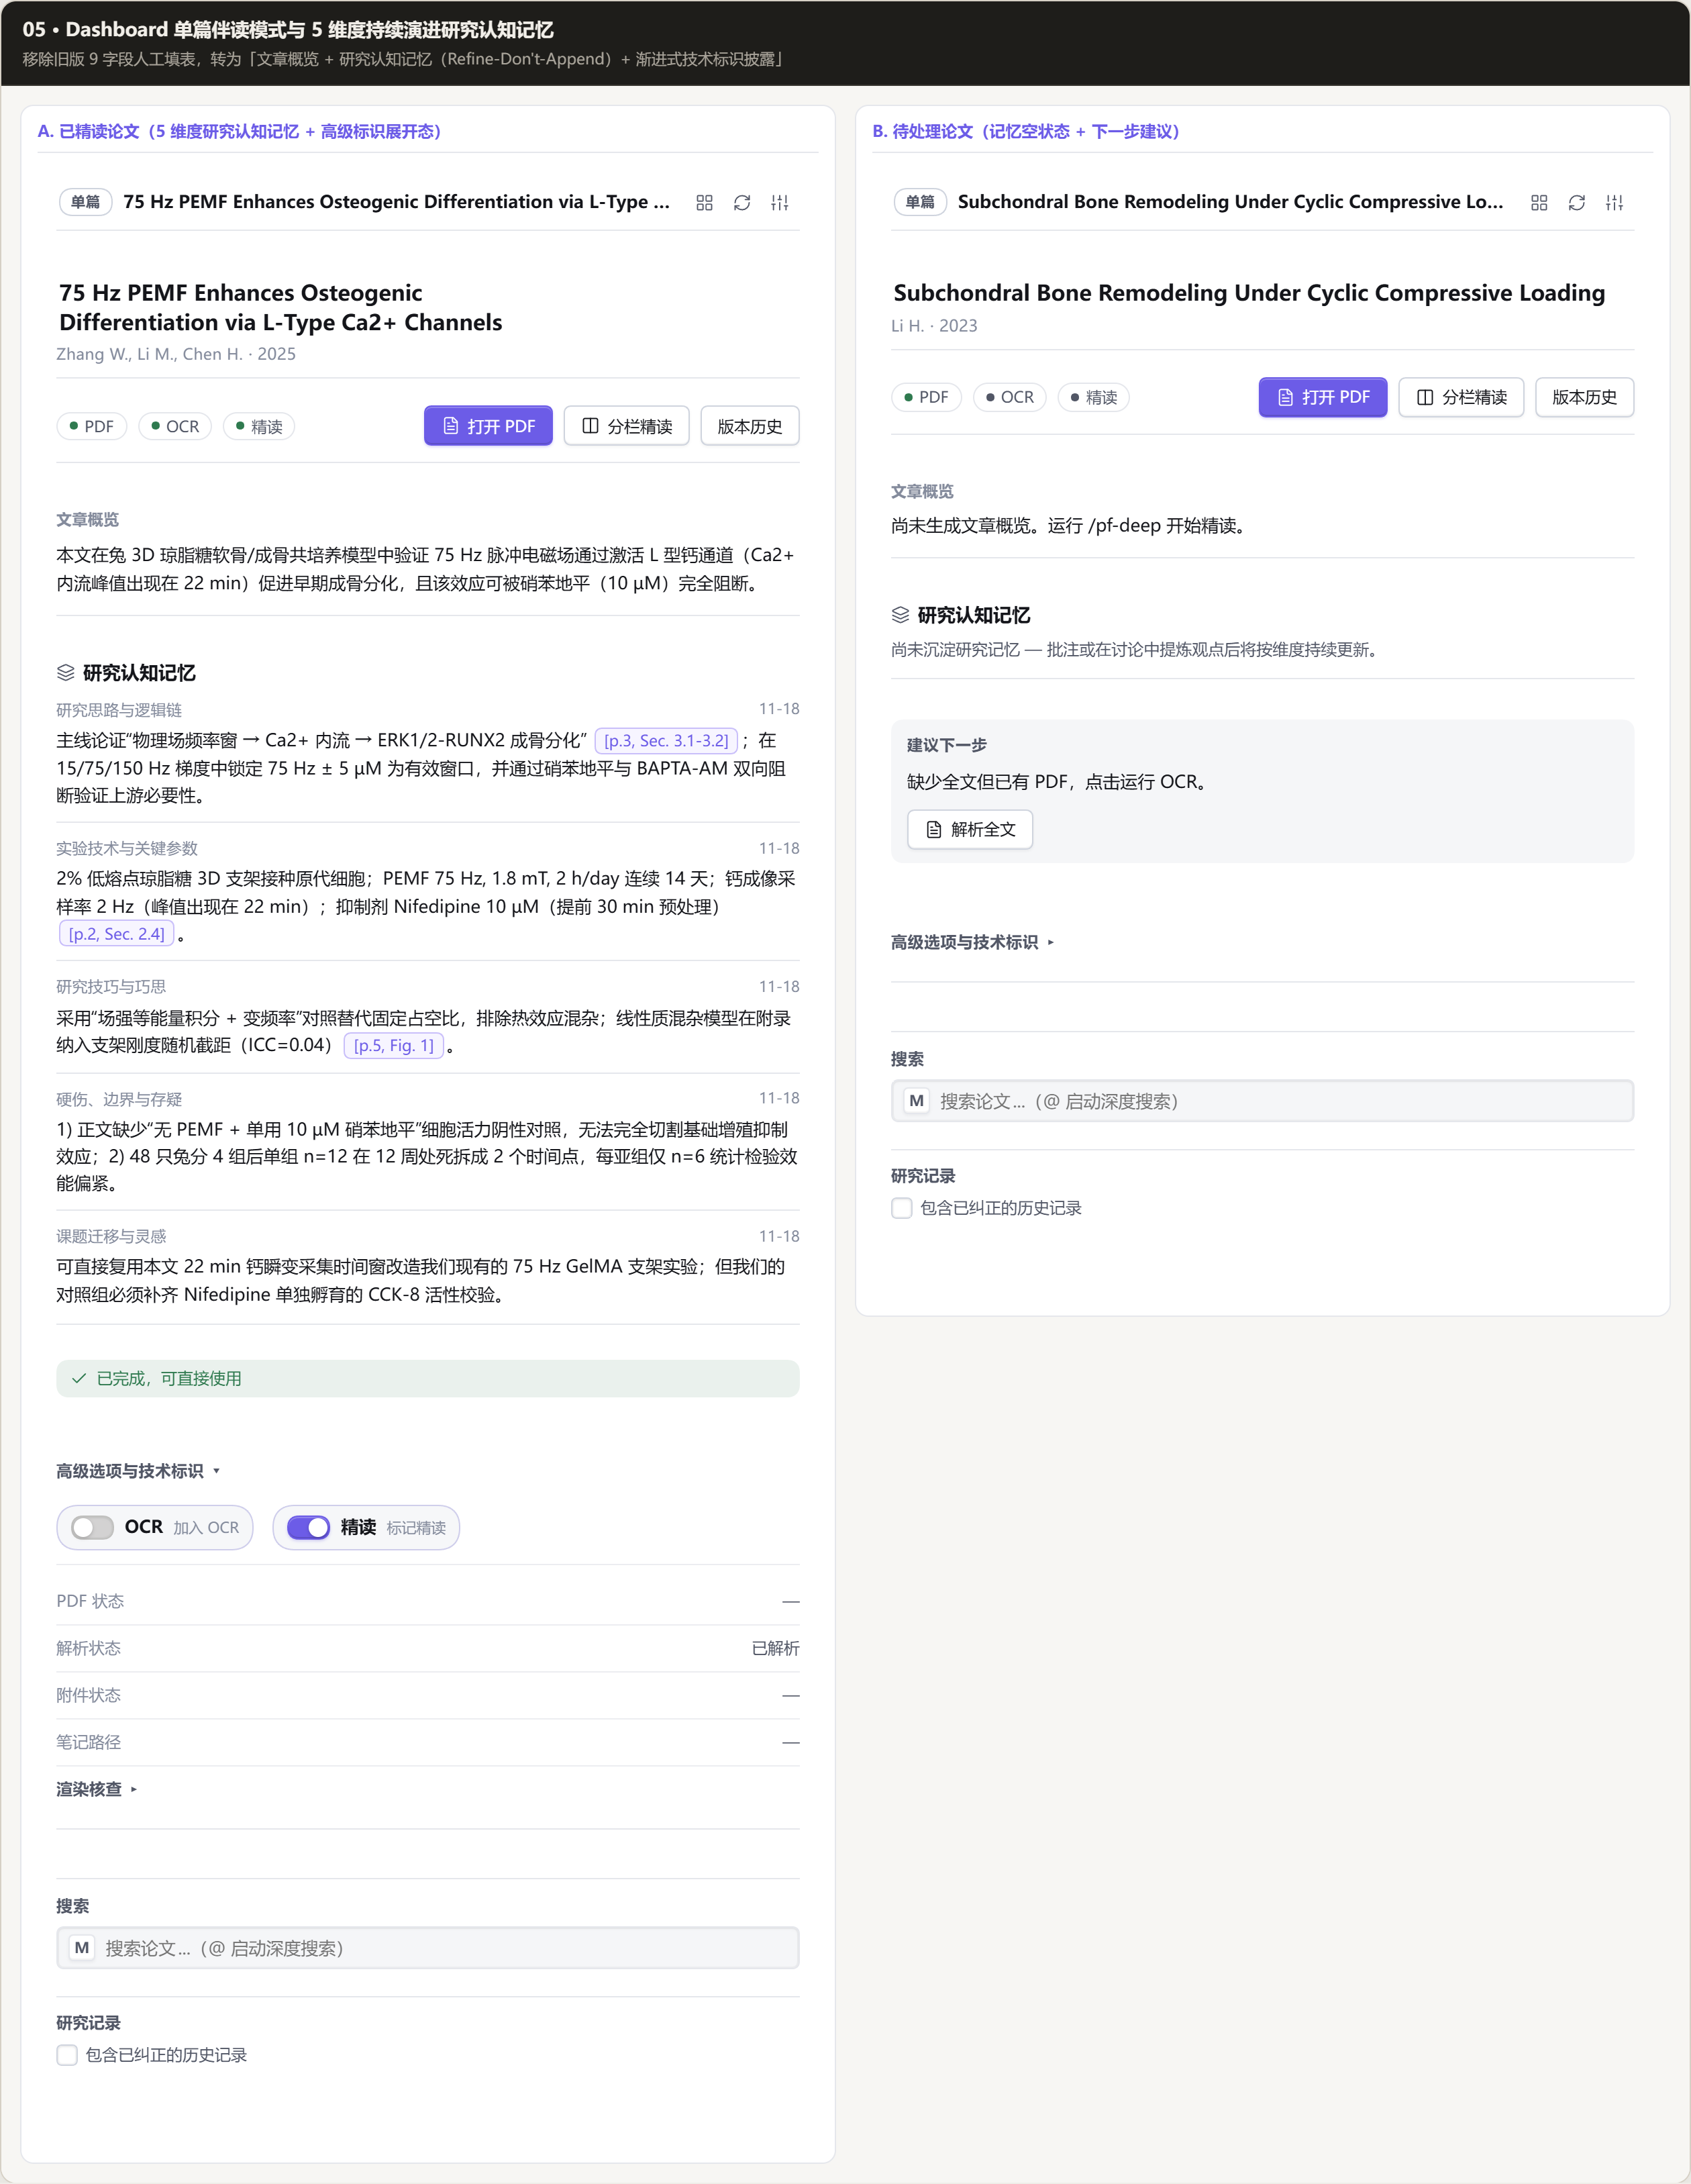 05 • Dashboard 单篇伴读模式与 5 维度持续演进研究认知记忆
移除旧版 9 字段人工填表，转为「文章概览 + 研究认知记忆（Refine-Don't-Append）+ 渐进式技术标识披露」
A. 已精读论文（5 维度研究认知记忆 + 高级标识展开态）
单篇 75 Hz PEMF Enhances Osteogenic Differentiation via L-Type ...
75 Hz PEMF Enhances Osteogenic
Differentiation via L-Type Ca2+ Channels
Zhang W., Li M., Chen H. · 2025
PDF OCR 精读 打开 PDF 分栏精读 版本历史
文章概览
本文在兔 3D 琼脂糖软骨/成骨共培养模型中验证 75 Hz 脉冲电磁场通过激活 L 型钙通道（Ca2+
内流峰值出现在 22 min）促进早期成骨分化，且该效应可被硝苯地平（10 μM）完全阻断。
研究认知记忆
研究思路与逻辑链 11-18
主线论证“物理场频率窗 → Ca2+ 内流 → ERK1/2-RUNX2 成骨分化” [p.3, Sec. 3.1-3.2] ；在
15/75/150 Hz 梯度中锁定 75 Hz ± 5 μM 为有效窗口，并通过硝苯地平与 BAPTA-AM 双向阻
断验证上游必要性。
实验技术与关键参数 11-18
2% 低熔点琼脂糖 3D 支架接种原代细胞；PEMF 75 Hz, 1.8 mT, 2 h/day 连续 14 天；钙成像采
样率 2 Hz（峰值出现在 22 min）；抑制剂 Nifedipine 10 μM（提前 30 min 预处理）
[p.2, Sec. 2.4] 。
研究技巧与巧思 11-18
采用“场强等能量积分 + 变频率”对照替代固定占空比，排除热效应混杂；线性质混杂模型在附录
纳入支架刚度随机截距（ICC=0.04） [p.5, Fig. 1] 。
硬伤、边界与存疑 11-18
1) 正文缺少“无 PEMF + 单用 10 μM 硝苯地平”细胞活力阴性对照，无法完全切割基础增殖抑制
效应；2) 48 只兔分 4 组后单组 n=12 在 12 周处死拆成 2 个时间点，每亚组仅 n=6 统计检验效
能偏紧。
课题迁移与灵感 11-18
可直接复用本文 22 min 钙瞬变采集时间窗改造我们现有的 75 Hz GelMA 支架实验；但我们的
对照组必须补齐 Nifedipine 单独孵育的 CCK-8 活性校验。
已完成，可直接使用
高级选项与技术标识 ▾
OCR 加入 OCR 精读 标记精读
PDF 状态 —
解析状态 已解析
附件状态 —
笔记路径 —
渲染核查 ▸
搜索
M 搜索论文...（@ 启动深度搜索）
研究记录
包含已纠正的历史记录
B. 待处理论文（记忆空状态 + 下一步建议）
单篇 Subchondral Bone Remodeling Under Cyclic Compressive Lo...
Subchondral Bone Remodeling Under Cyclic Compressive Loading
Li H. · 2023
PDF OCR 精读 打开 PDF 分栏精读 版本历史
文章概览
尚未生成文章概览。运行 /pf-deep 开始精读。
研究认知记忆
尚未沉淀研究记忆 — 批注或在讨论中提炼观点后将按维度持续更新。
建议下一步
缺少全文但已有 PDF，点击运行 OCR。
解析全文
高级选项与技术标识 ▸
搜索
M 搜索论文...（@ 启动深度搜索）
研究记录
包含已纠正的历史记录